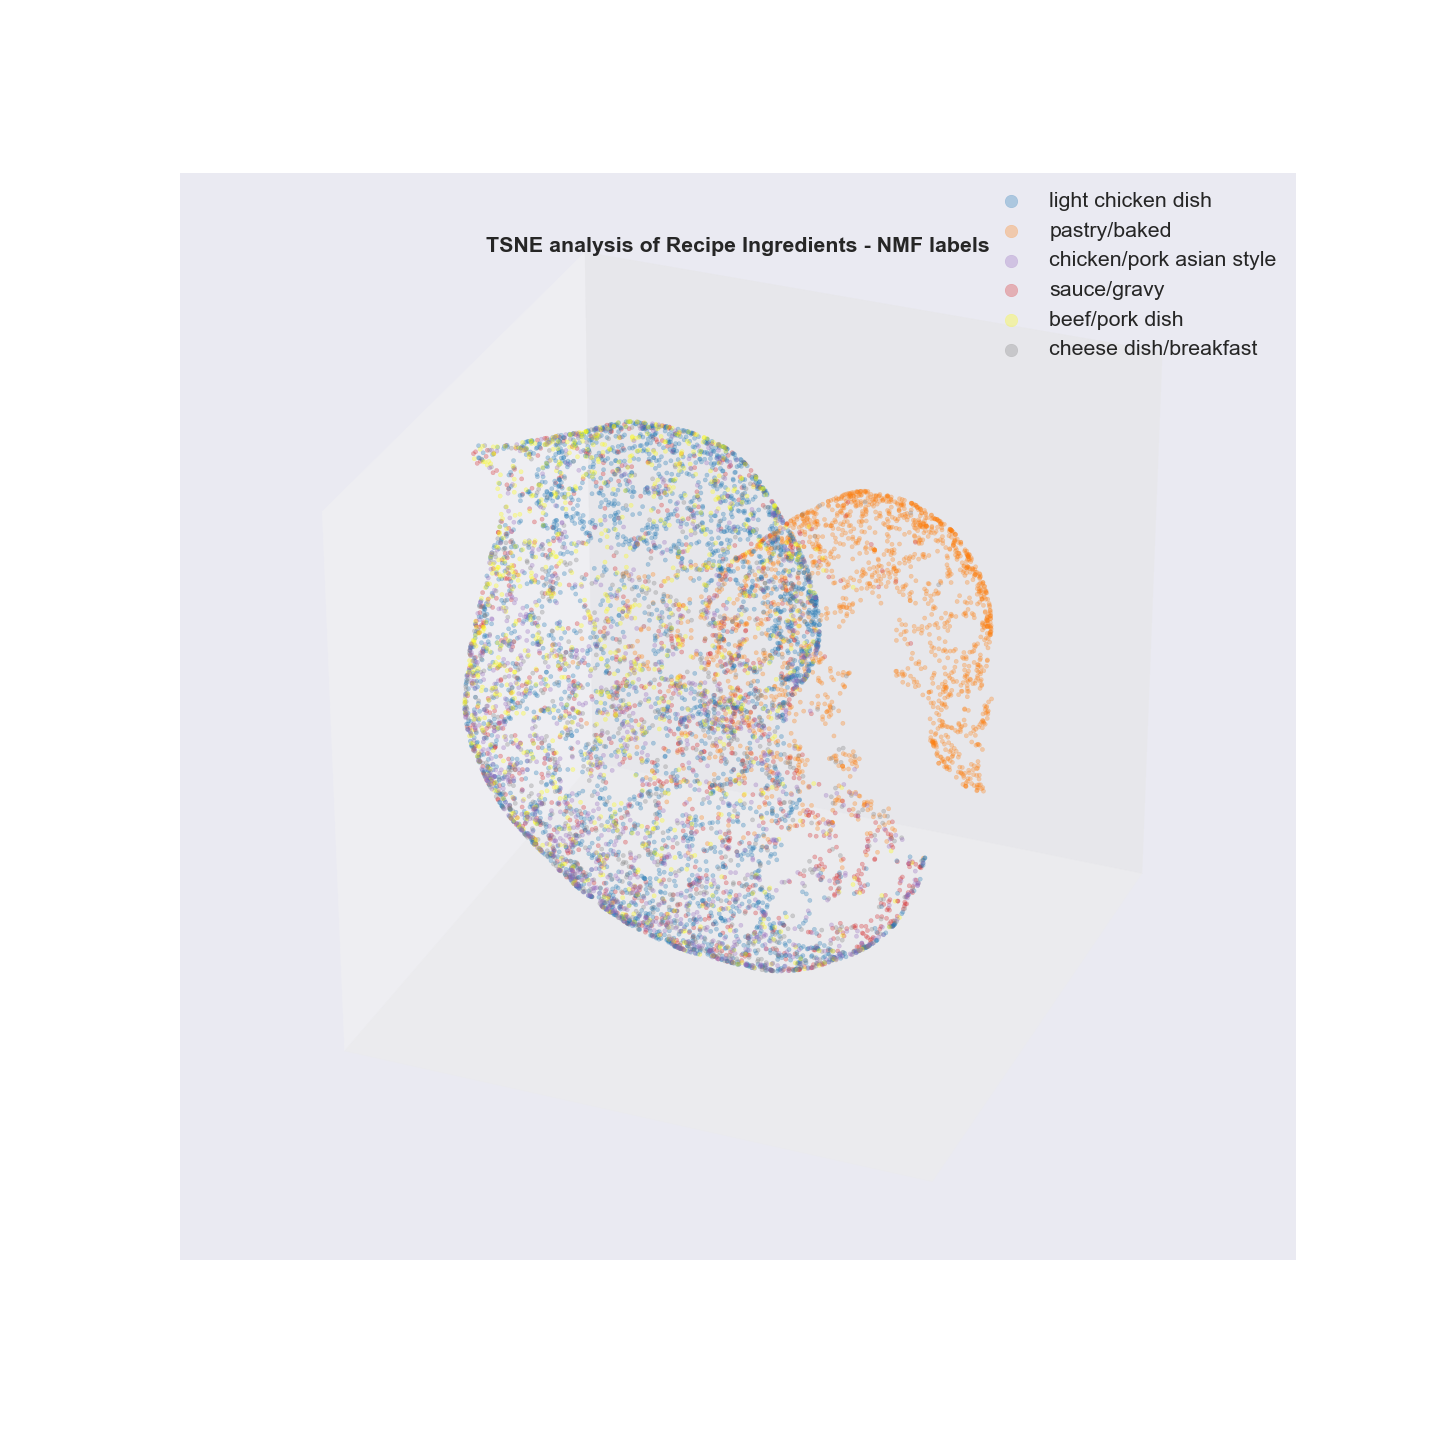 TSNE analysis of Recipe Ingredients - NMF labels
light chicken dish
pastry/baked
chicken/pork asian style
sauce/gravy
beef/pork dish
cheese dish/breakfast